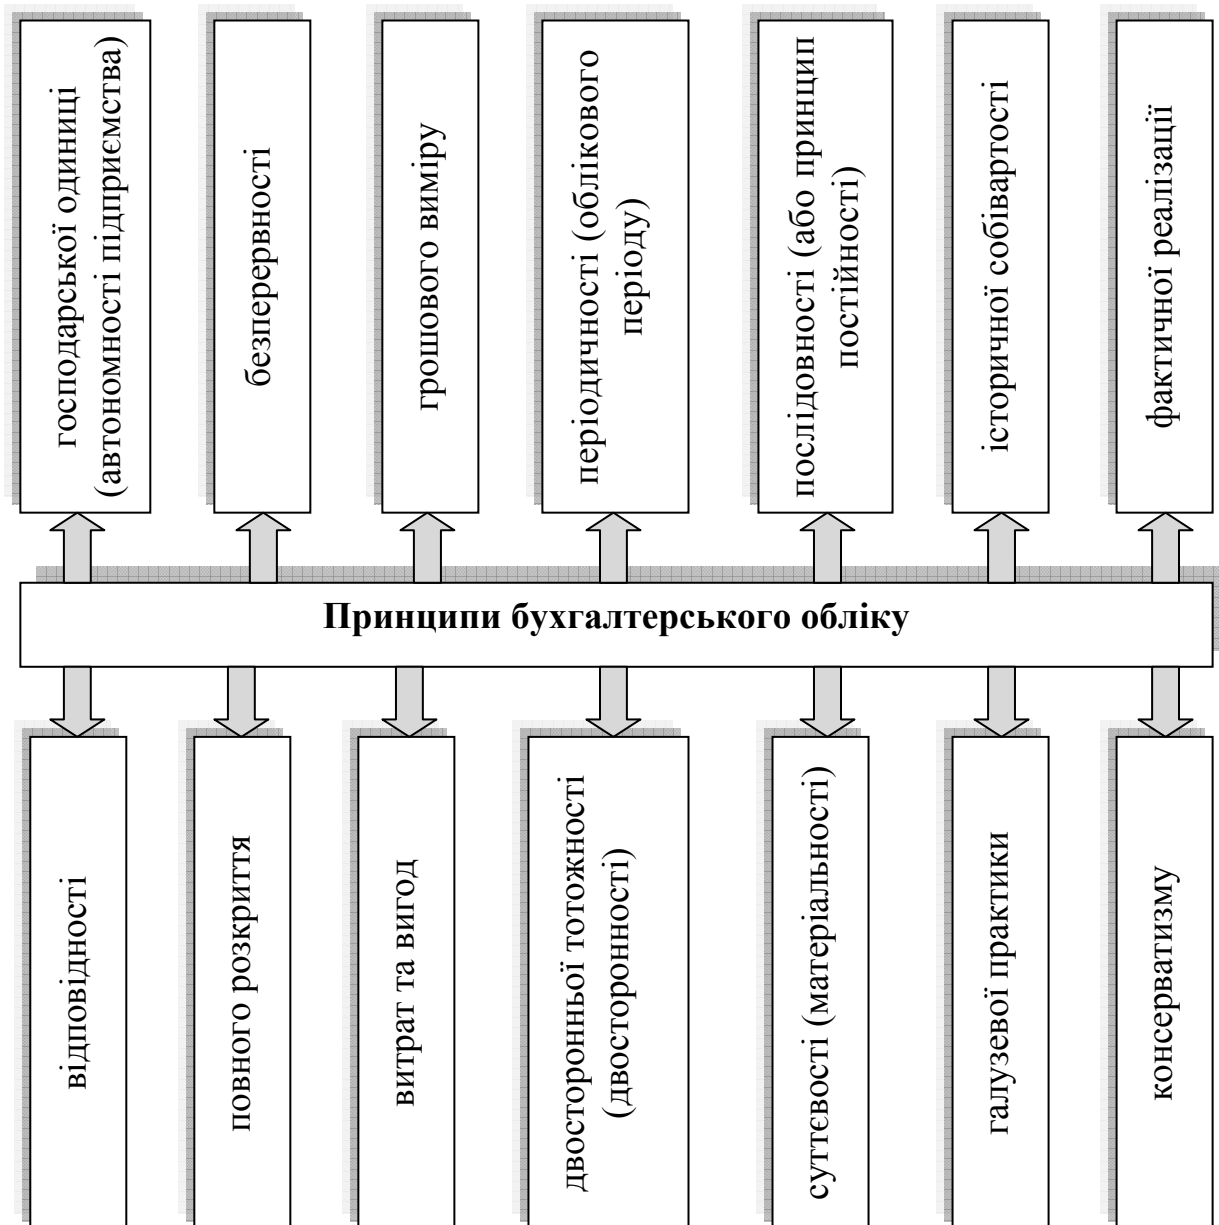 господарської одиниці
(автономності підприємства)
безперервності
грошового виміру
періодичності (облікового
періоду)
послідовності (або принцип
постійності)
історичної собівартості
фактичної реалізації
Принципи бухгалтерського обліку
відповідності
повного розкриття
витрат та вигод
двосторонньої тотожності
(двосторонності)
суттєвості (матеріальності)
галузевої практики
консерватизму